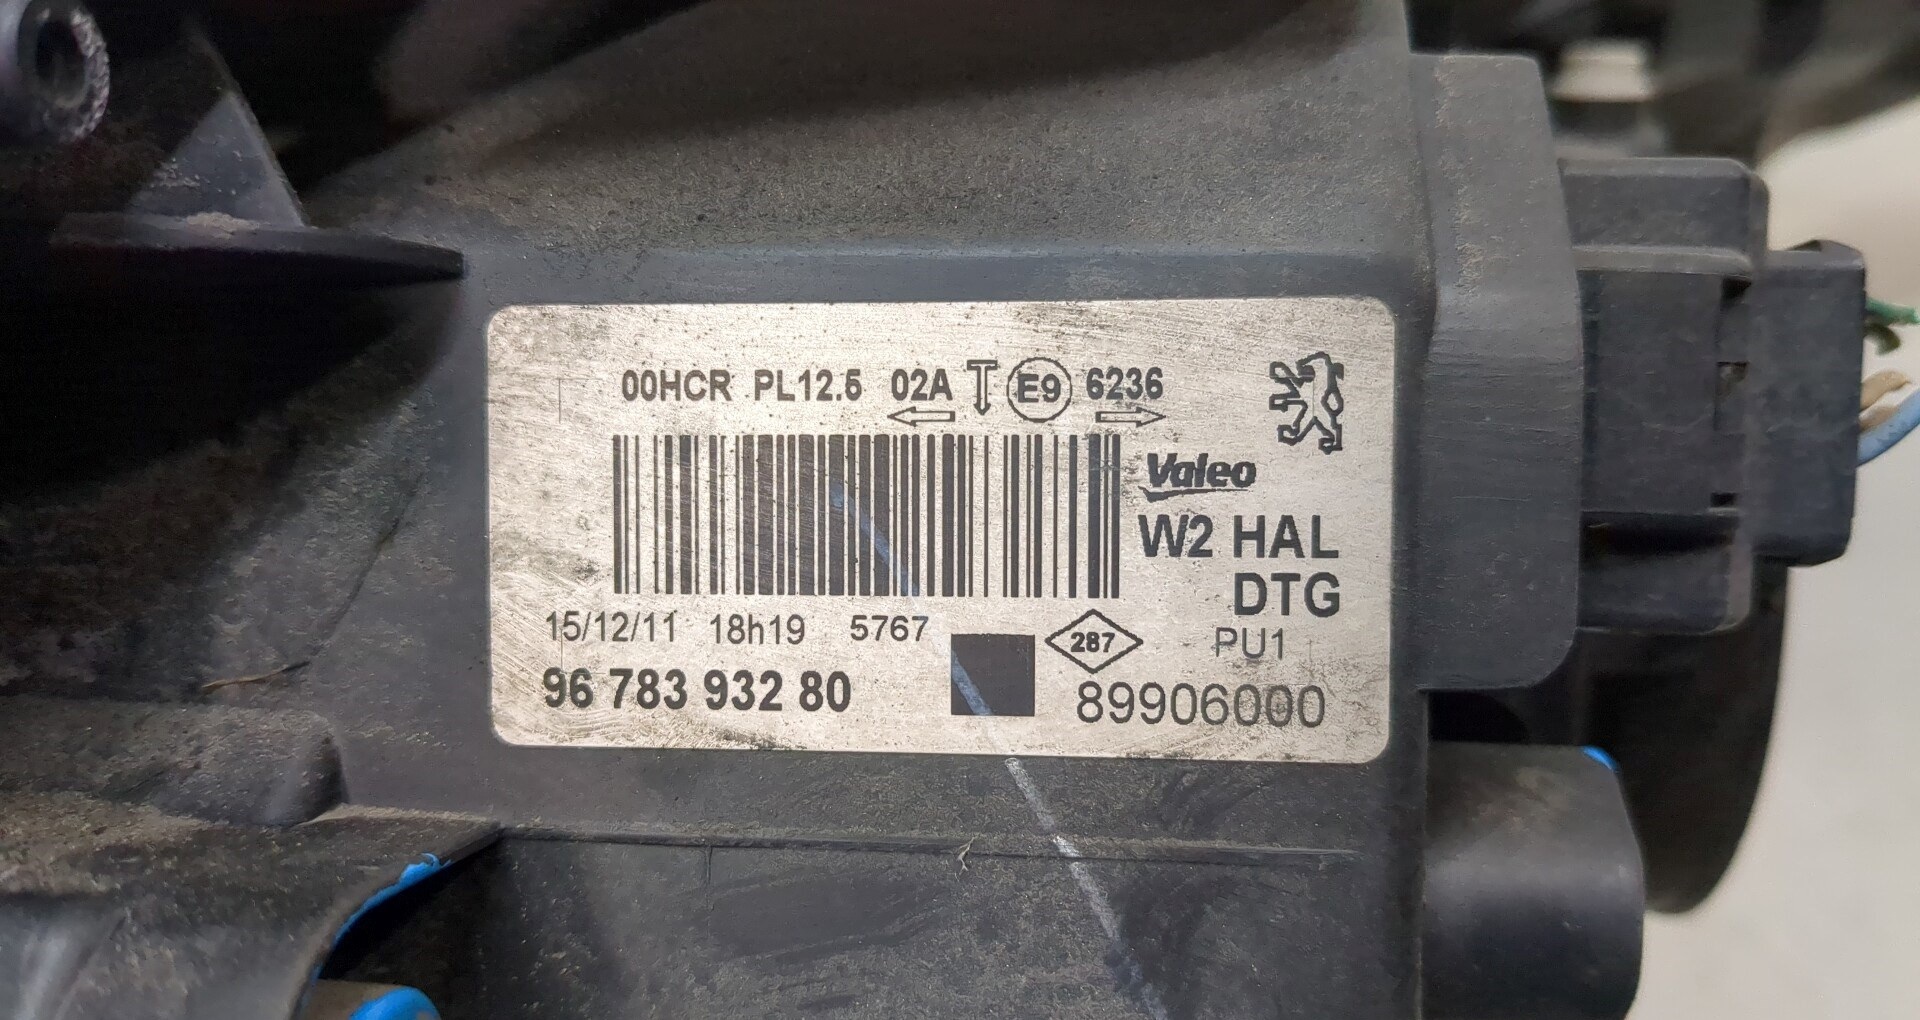 00HCR PL12.5 02A E9 6236
Valeo
W2 HAL
DTG
15/12/11 18h19 5767 287 PU1
96 783 932 80 89906000